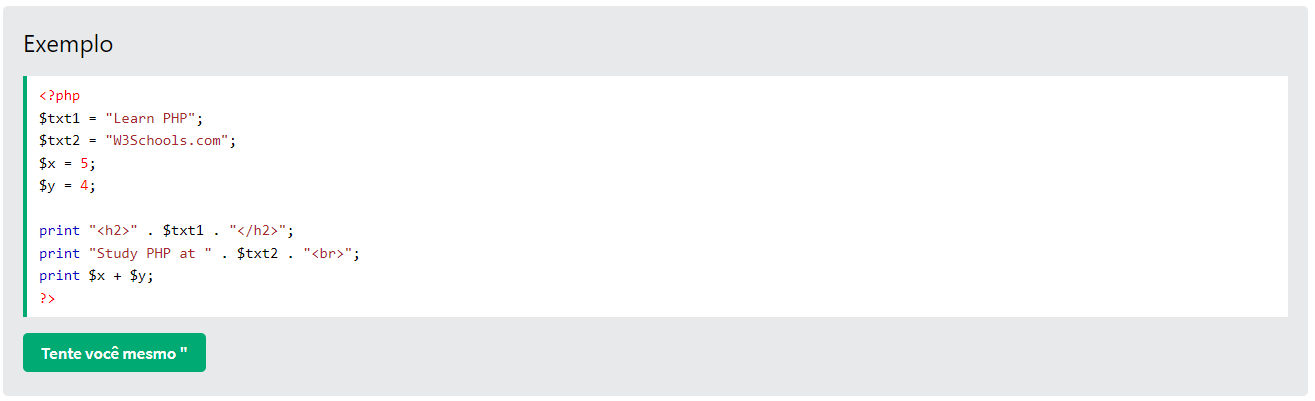 Exemplo
<?php
$txt1 = "Learn PHP";
$txt2 = "W3Schools.com";
$x = 5;
$y = 4;
print "<h2>" . $txt1 . "</h2>";
print "Study PHP at " . $txt2 . "<br>";
print $x + $y;
?>
Tente você mesmo "